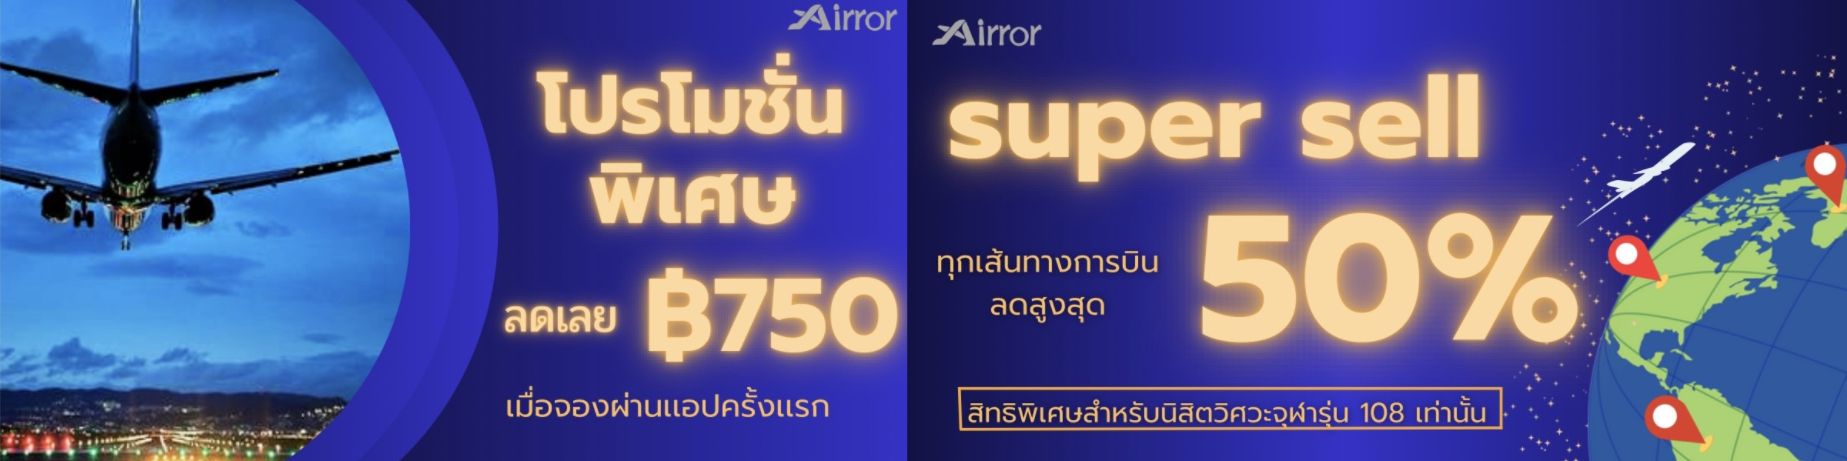 Airror
โปรโมชั่น
พิเศษ
ลดเลย ฿750
เมื่อจองผ่านแอปครั้งแรก
Airror
super sell
ทุกเส้นทางการบิน
ลดสูงสุด
50%
สิทธิพิเศษสำหรับนิสิตวิศวะจุฬารุ่น 108 เท่านั้น